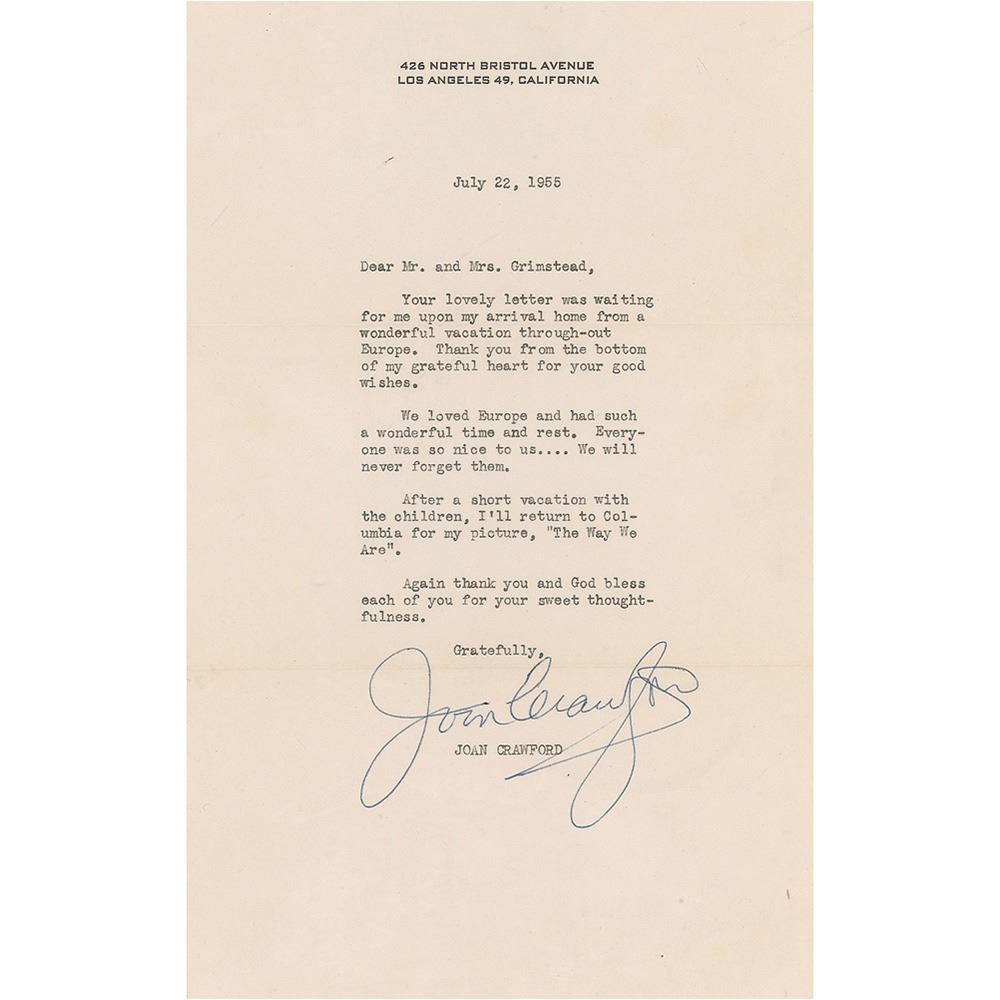 426 NORTH BRISTOL AVENUE
LOS ANGELES 49, CALIFORNIA
July 22, 1955
Dear Mr. and Mrs. Grimstead,
Your lovely letter was waiting
for me upon my arrival home from a
wonderful vacation through-out
Europe. Thank you from the bottom
of my grateful heart for your good
wishes.
We loved Europe and had such
a wonderful time and rest. Every-
one was so nice to us.... We will
never forget them.
After a short vacation with
the children, I'll return to Col-
umbia for my picture, "The Way We
Are".
Again thank you and God bless
each of you for your sweet thought-
fulness.
Gratefully,
Joan Crawford
JOAN CRAWFORD